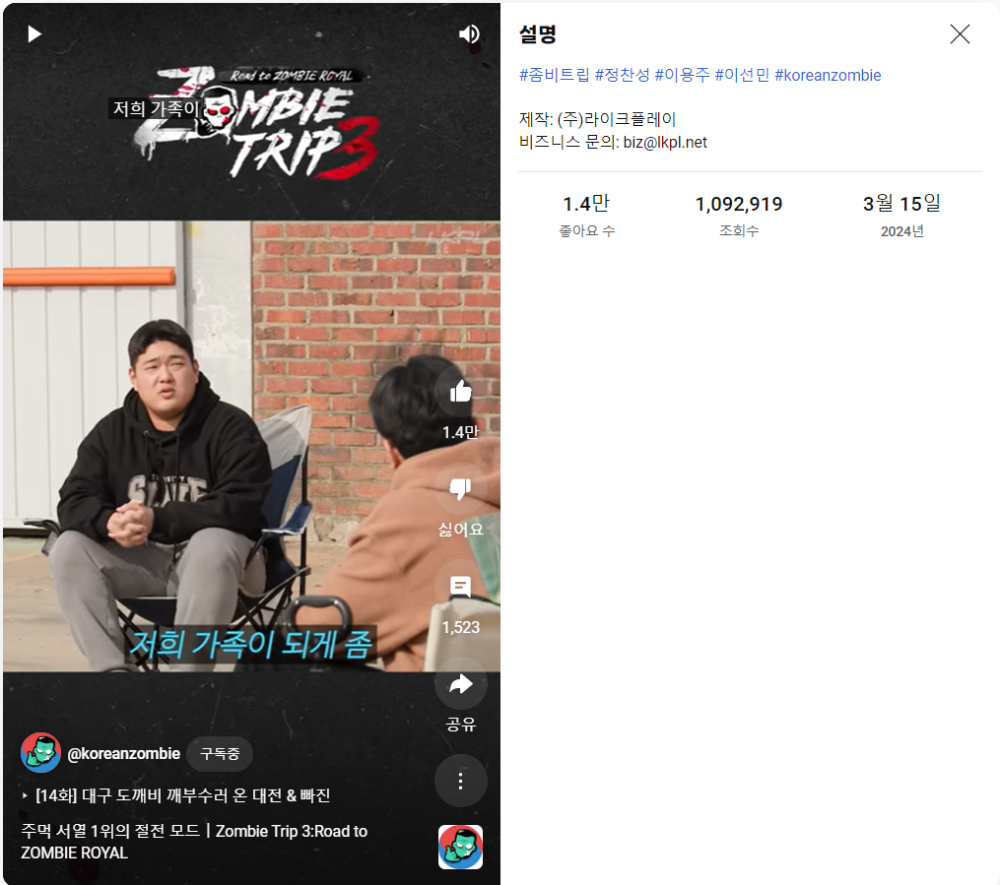 Road to ZOMBIE ROYAL
ZOMBIE
TRIP 3
저희 가족이
LKPL
저희 가족이 되게 좀
1.4만
싫어요
1,523
공유
@koreanzombie
구독중
[14화] 대구 도깨비 깨부수러 온 대전 & 빠진
주먹 서열 1위의 절전 모드 | Zombie Trip 3:Road to
ZOMBIE ROYAL
설명
#좀비트립 #정찬성 #이용주 #이선민 #koreanzombie
제작: (주)라이크플레이
비즈니스 문의: biz@lkpl.net
1.4만 1,092,919 3월 15일
좋아요 수 조회수 2024년